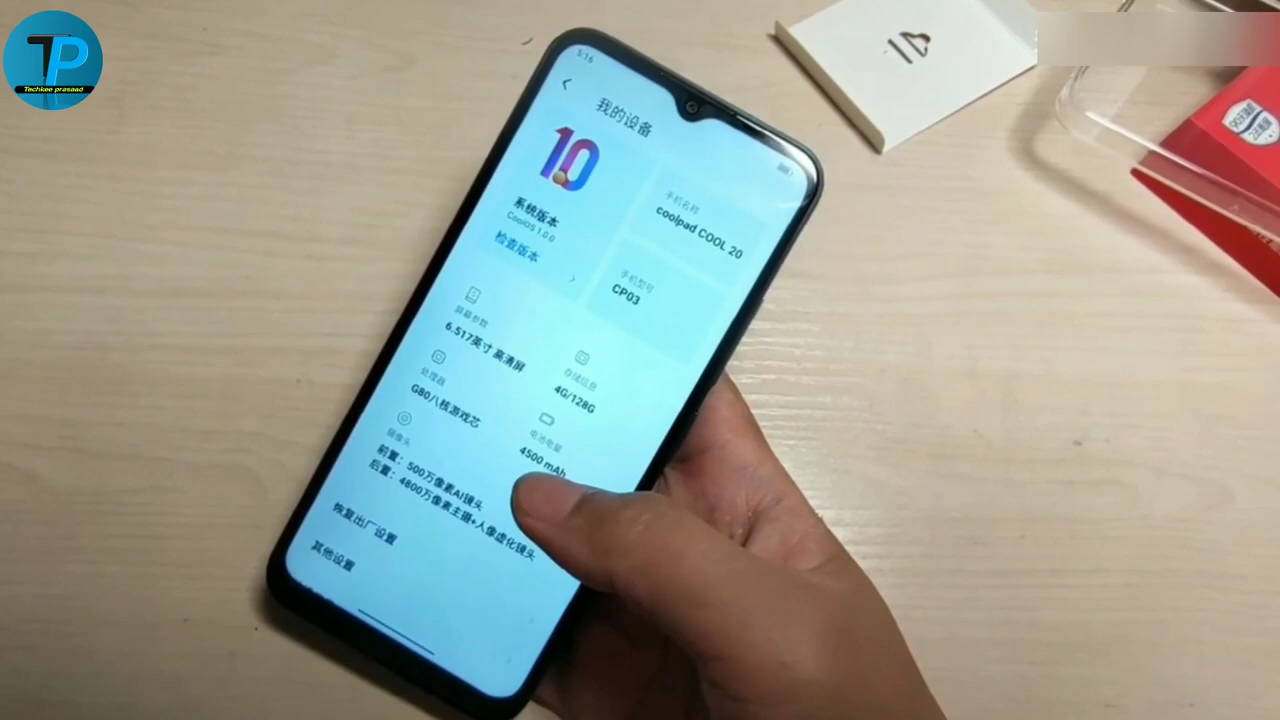 TP
Techkee prasaad
5:16
我的设备
10
系统版本
CoolOS 1.0.0
检查版本
手机名称
coolpad COOL 20
手机型号
CP03
屏幕参数
6.517英寸 高清屏
存储信息
4G/128G
处理器
G80八核游戏芯
电池电量
4500 mAh
摄像头
前置：500万像素AI镜头
后置：4800万像素主摄+人像虚化镜头
恢复出厂设置
其他设置